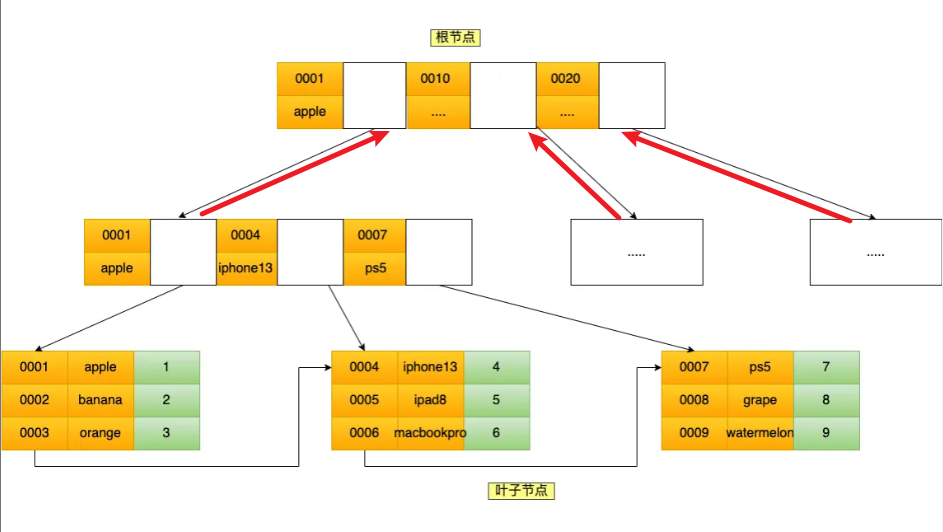 根节点
0001 0010 0020
apple .... ....
0001 0004 0007
apple iphone13 ps5
..... .....
0001 apple 1 0004 iphone13 4 0007 ps5 7
0002 banana 2 0005 ipad8 5 0008 grape 8
0003 orange 3 0006 macbookpro 6 0009 watermelon 9
叶子节点